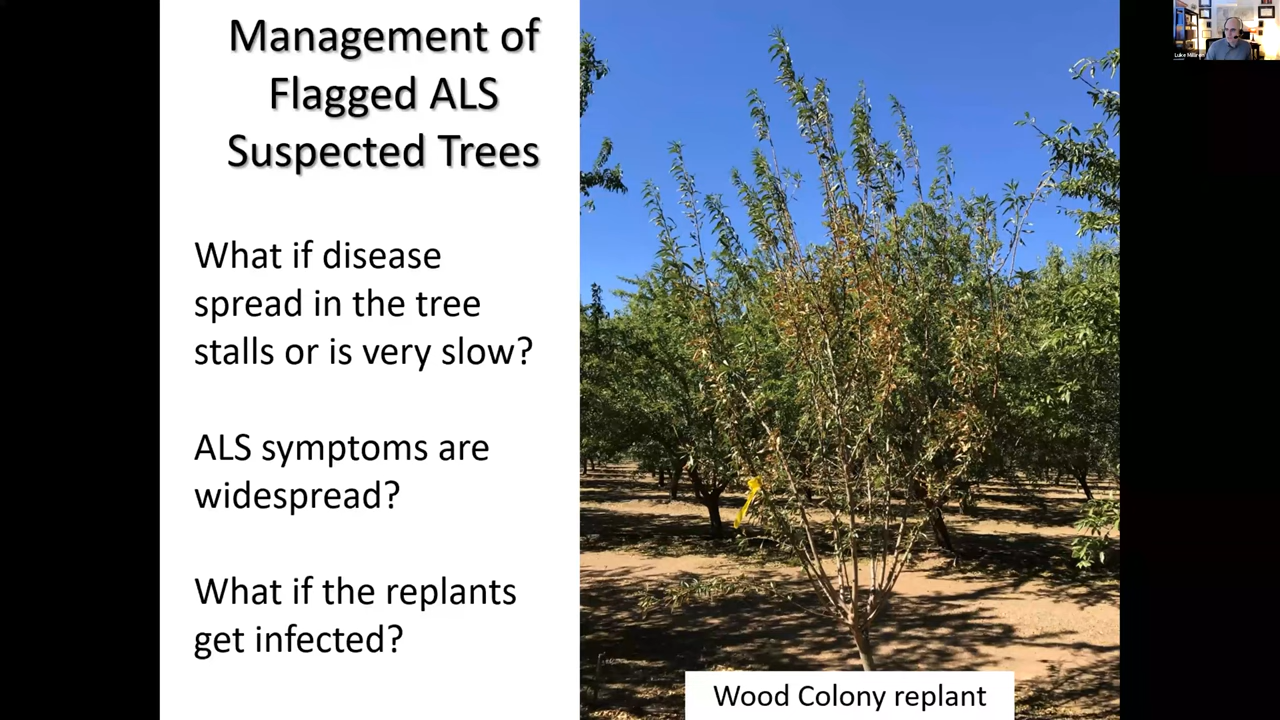 Management of
Flagged ALS
Suspected Trees
What if disease
spread in the tree
stalls or is very slow?
ALS symptoms are
widespread?
What if the replants
get infected?
Wood Colony replant